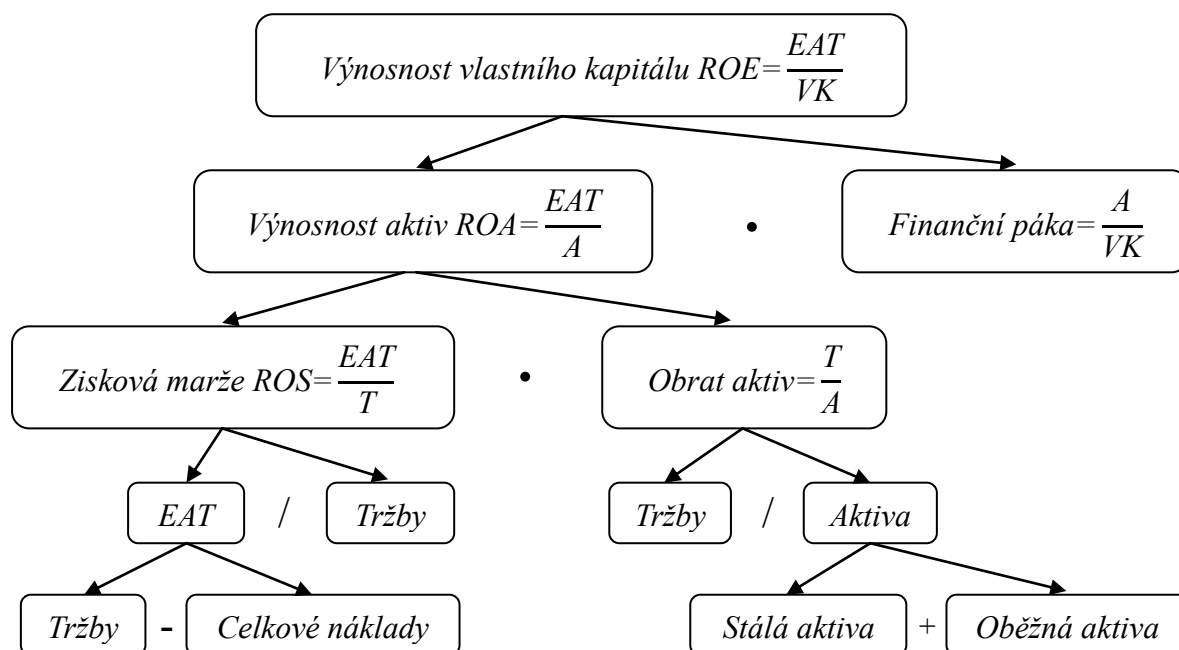 Výnosnost vlastního kapitálu ROE=EAT/VK
Výnosnost aktiv ROA=EAT/A • Finanční páka=A/VK
Zisková marže ROS=EAT/T • Obrat aktiv=T/A
EAT / Tržby Tržby / Aktiva
Tržby - Celkové náklady Stálá aktiva + Oběžná aktiva